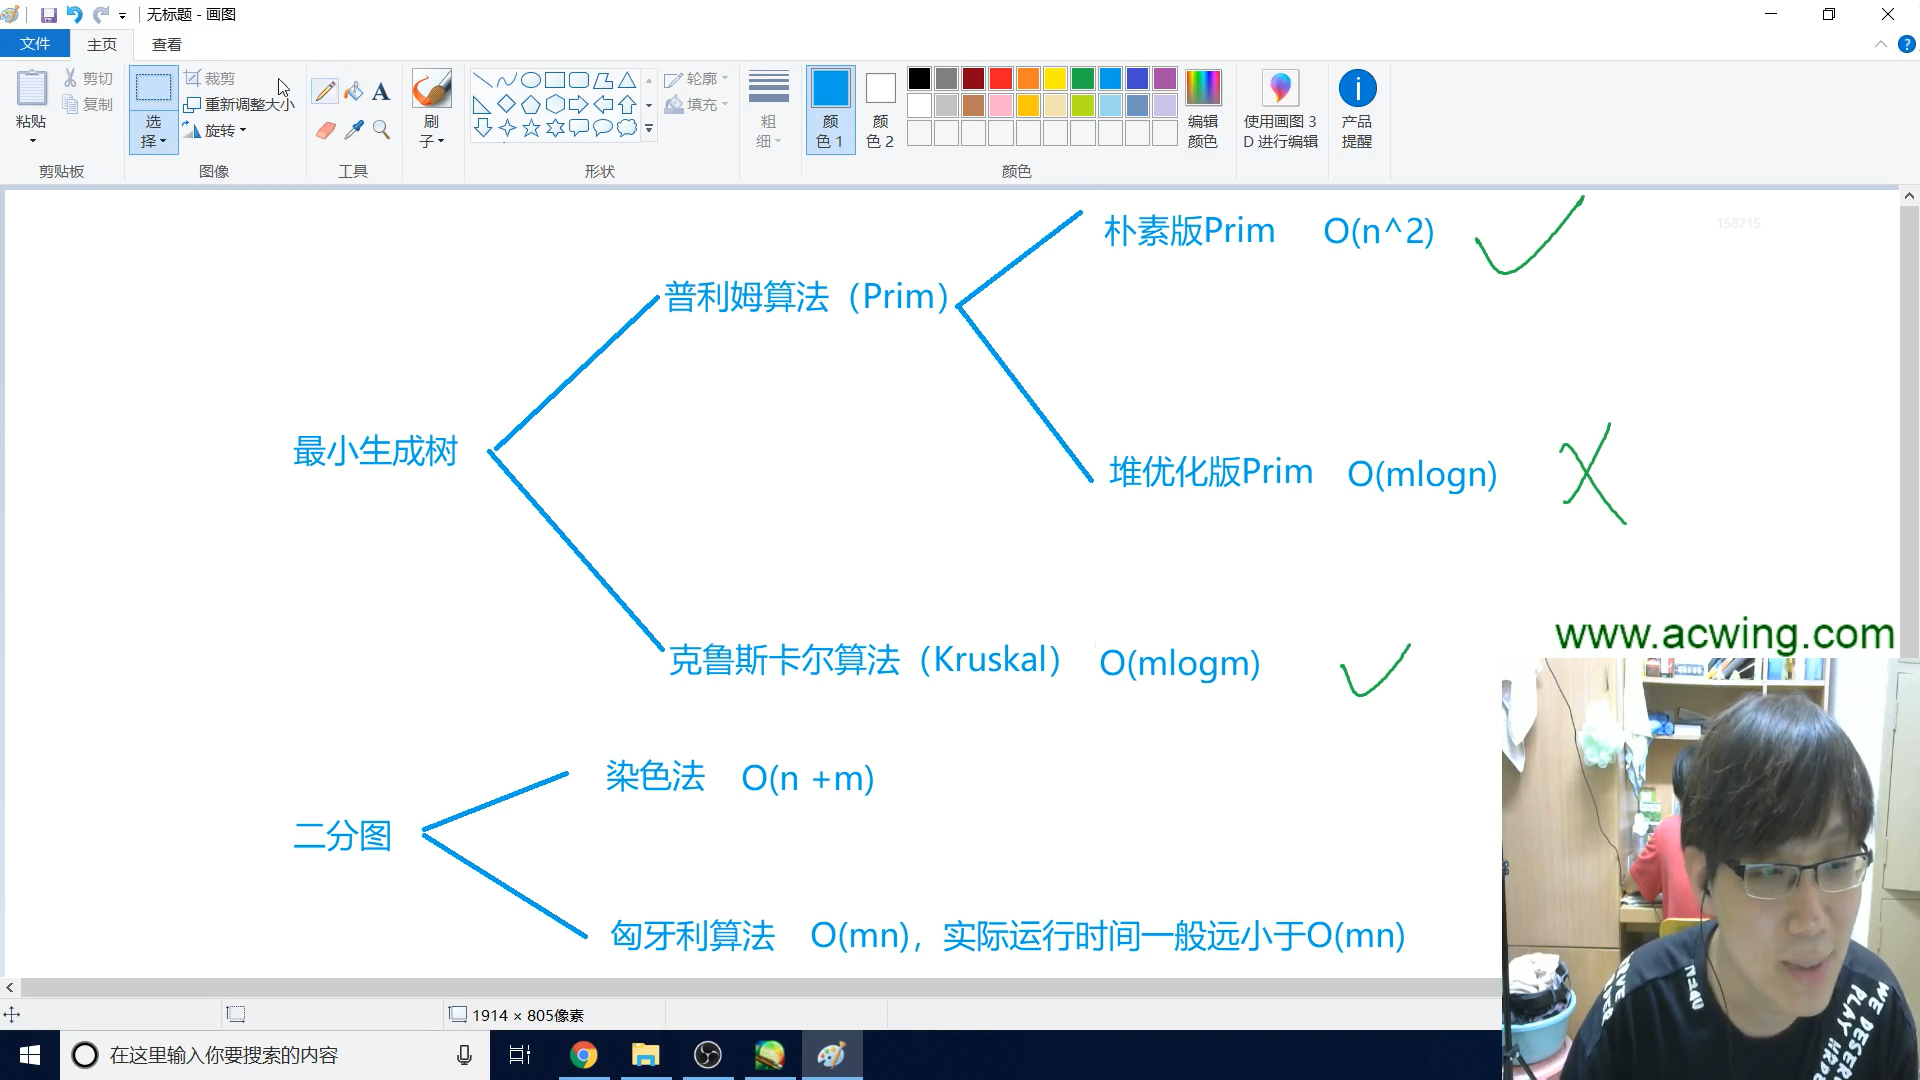 无标题 - 画图
文件 主页 查看
粘贴 剪切 复制 剪贴板
选择 裁剪 重新调整大小 旋转 图像
工具
刷子
轮廓 填充 形状
粗细
颜色 1 颜色 2 编辑颜色 颜色
使用画图 3D 进行编辑
产品提醒
158215
朴素版Prim O(n^2)
普利姆算法（Prim）
最小生成树
堆优化版Prim O(mlogn)
www.acwing.com
克鲁斯卡尔算法（Kruskal） O(mlogm)
染色法 O(n +m)
二分图
匈牙利算法 O(mn)，实际运行时间一般远小于O(mn)
1914 × 805像素
在这里输入你要搜索的内容